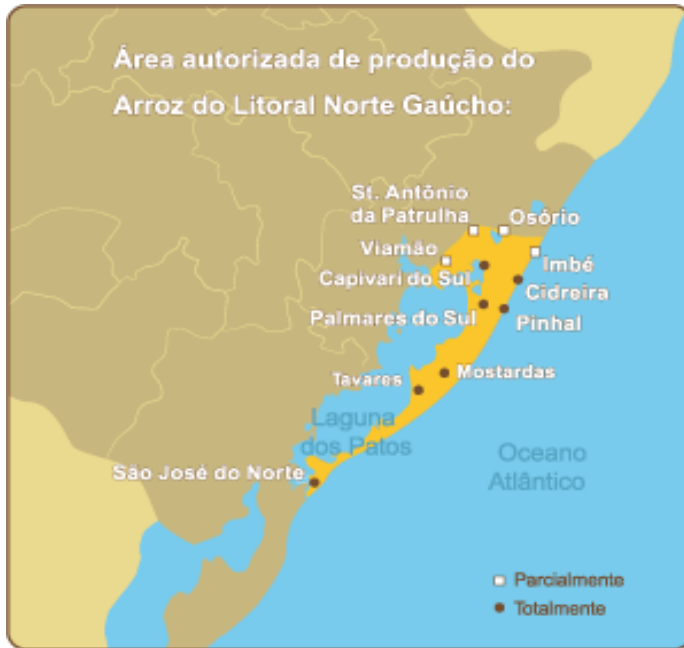 Área autorizada de produção do
Arroz do Litoral Norte Gaúcho:
St. Antônio
da Patrulha
Osório
Viamão
Imbé
Capivari do Sul
Cidreira
Palmares do Sul
Pinhal
Tavares
Mostardas
Laguna
dos Patos
Oceano
Atlântico
São José do Norte
Parcialmente
Totalmente